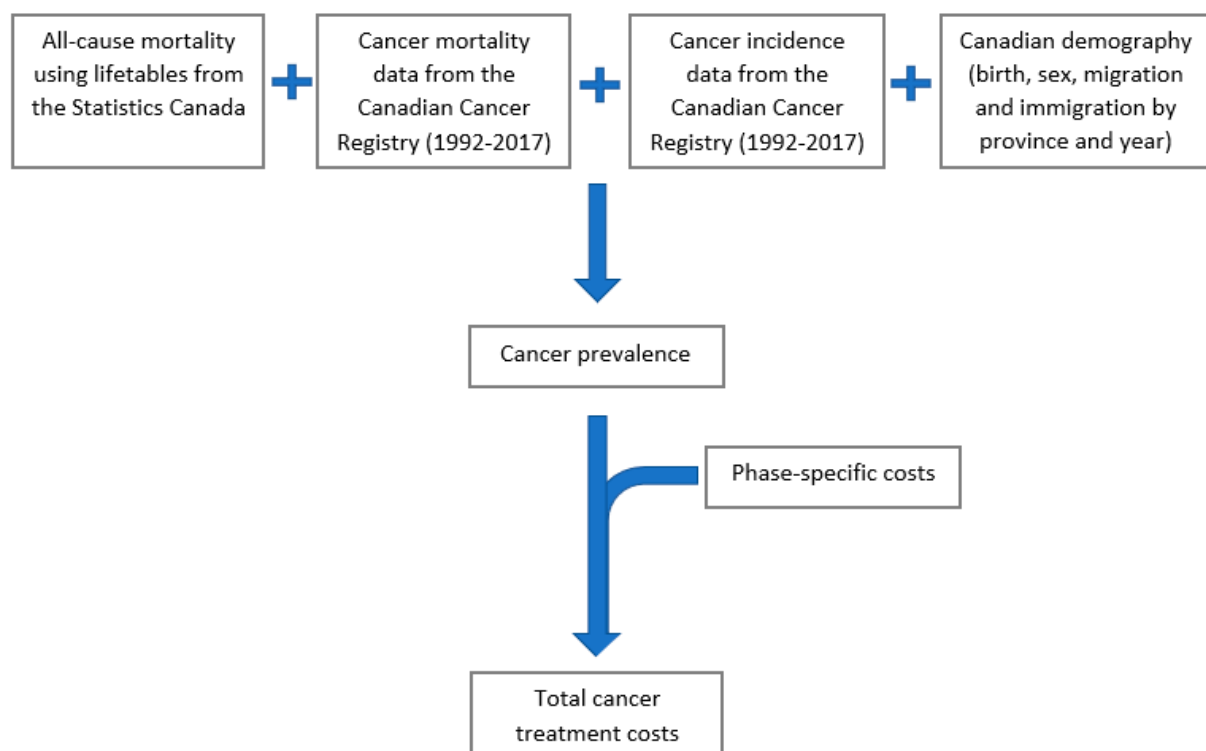 All-cause mortality
using lifetables from
the Statistics Canada
Cancer mortality
data from the
Canadian Cancer
Registry (1992-2017)
Cancer incidence
data from the
Canadian Cancer
Registry (1992-2017)
Canadian demography
(birth, sex, migration
and immigration by
province and year)
Cancer prevalence
Phase-specific costs
Total cancer
treatment costs